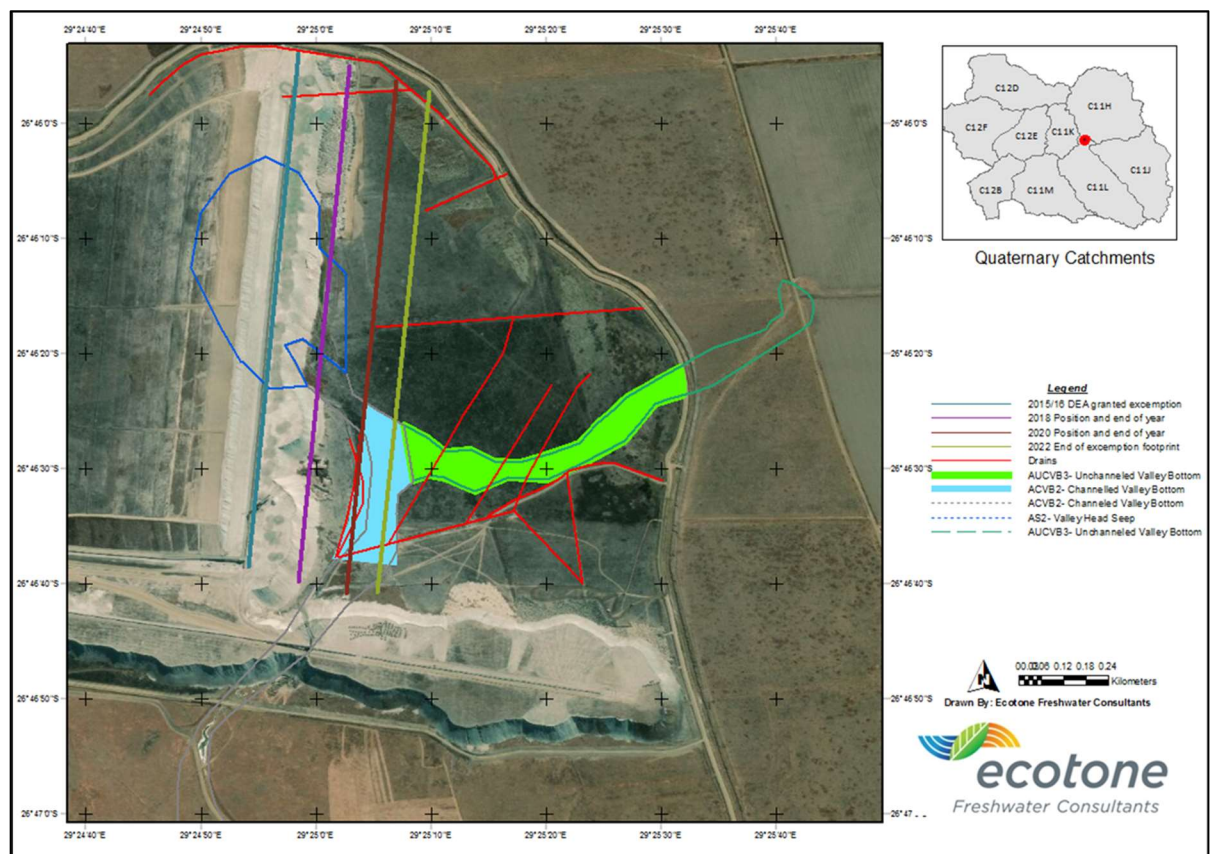 29°24'40"E 29°24'50"E 29°25'0"E 29°25'10"E 29°25'20"E 29°25'30"E 29°25'40"E
26°46'0"S 26°46'0"S
26°46'10"S 26°46'10"S
26°46'20"S 26°46'20"S
26°46'30"S 26°46'30"S
26°46'40"S 26°46'40"S
26°46'50"S 26°46'50"S
26°47'0"S 26°47'
29°24'40"E 29°24'50"E 29°25'0"E 29°25'10"E 29°25'20"E 29°25'30"E 29°25'40"E
C12D
C11H
C12F
C12E
C11K
C11J
C12B
C11M
C11L
Quaternary Catchments
Legend
2015/16 DEA granted excemption
2018 Position and end of year
2020 Position and end of year
2022 End of excemption footprint
Drains
AUCVB3- Unchanneled Valley Bottom
ACVB2- Channelled Valley Bottom
ACVB2- Channeled Valley Bottom
AS2- Valley Head Seep
AUCVB3- Unchanneled Valley Bottom
0.12 0.18 0.24
Kilometers
N
Drawn By: Ecotone Freshwater Consultants
ecotone
Freshwater Consultants